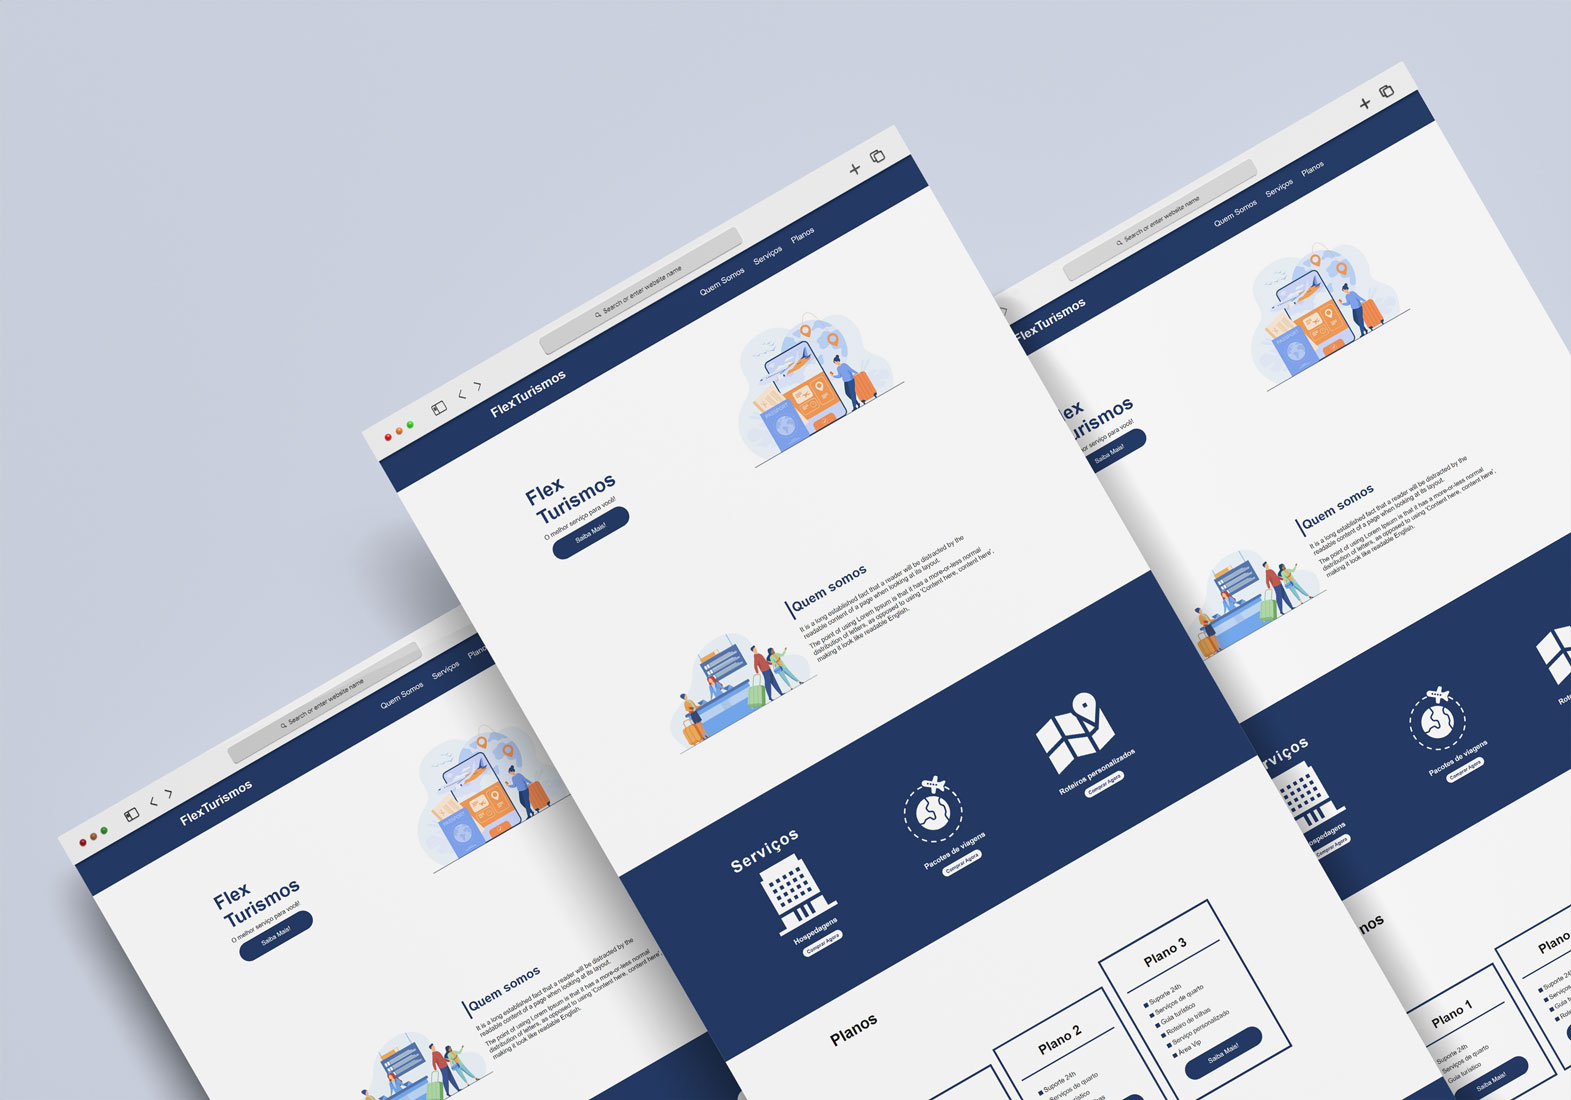 Search or enter website name
FlexTurismos
Quem Somos
Serviços
Planos
Flex
Turismos
O melhor serviço para você!
Saiba Mais!
Quem somos
It is a long established fact that a reader will be distracted by the
readable content of a page when looking at its layout.
The point of using Lorem Ipsum is that it has a more-or-less normal
distribution of letters, as opposed to using 'Content here, content here',
making it look like readable English.
Serviços
Hospedagens
Comprar Agora
Pacotes de viagens
Comprar Agora
Roteiros personalizados
Comprar Agora
Planos
Plano 2
Suporte 24h
Serviços de quarto
Plano 3
Suporte 24h
Serviços de quarto
Guia turístico
Roteiro de trilhas
Serviço personalizado
Área Vip
Saiba Mais!
Search or enter website name
FlexTurismos
Quem Somos
Serviços
Planos
lex
urismos
Saiba Mais!
Quem somos
It is a long established fact that a reader will be distracted by the
readable content of a page when looking at its layout.
The point of using Lorem Ipsum is that it has a more-or-less normal
distribution of letters, as opposed to using 'Content here, content here',
making it look like readable English.
rviços
ospedagens
Comprar Agora
Pacotes de viagens
Comprar Agora
nos
Plano 1
Suporte 24h
Serviços de quarto
Guia turístico
Saiba Mais!
Plano
Suporte 24
Search or enter website name
FlexTurismos
Quem Somos
Serviços
Plano
Flex
Turismos
O melhor serviço para você!
Saiba Mais!
Quem somos
It is a long established fact that a reader will be distracted by the
readable content of a page when looking at its layout.
The point of using Lorem Ipsum is that it has a more-or-less normal
distribution of letters, as opposed to using 'Content here, content here',
making it look like readable English.